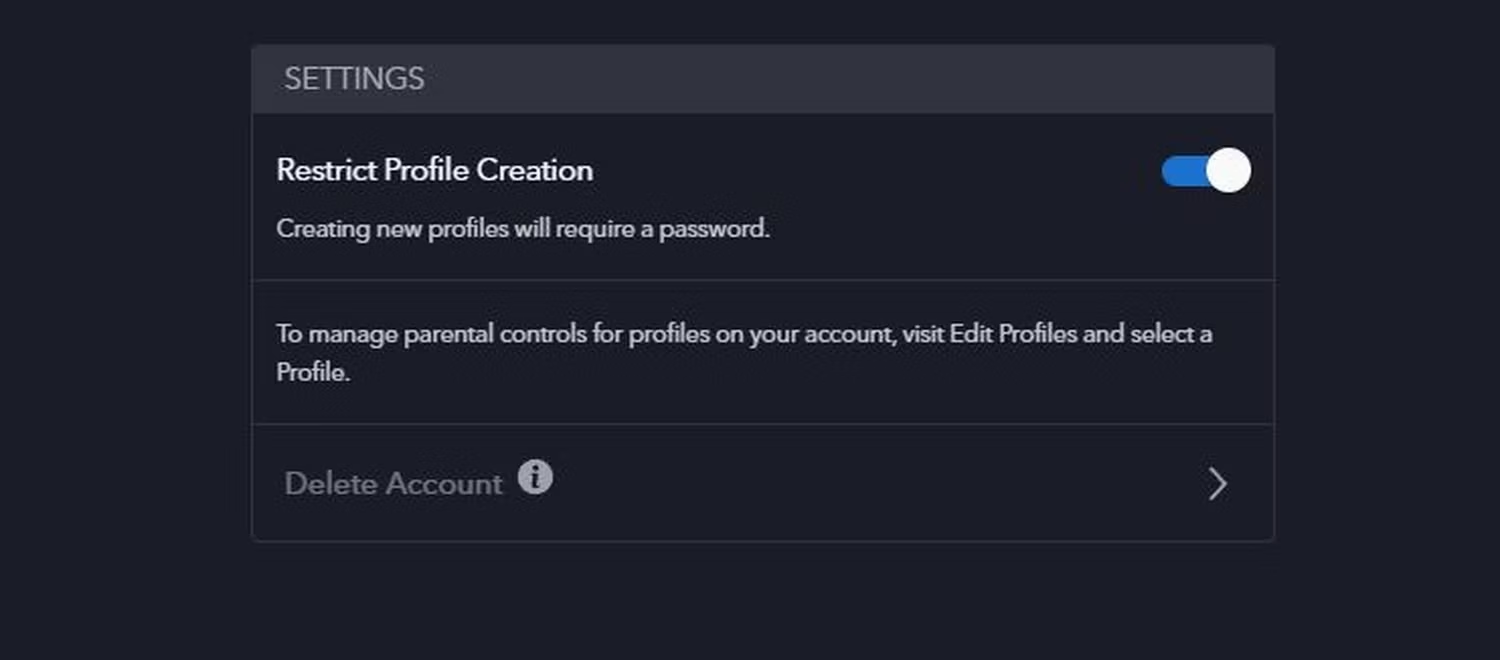 SETTINGS
Restrict Profile Creation
Creating new profiles will require a password.
To manage parental controls for profiles on your account, visit Edit Profiles and select a
Profile.
Delete Account